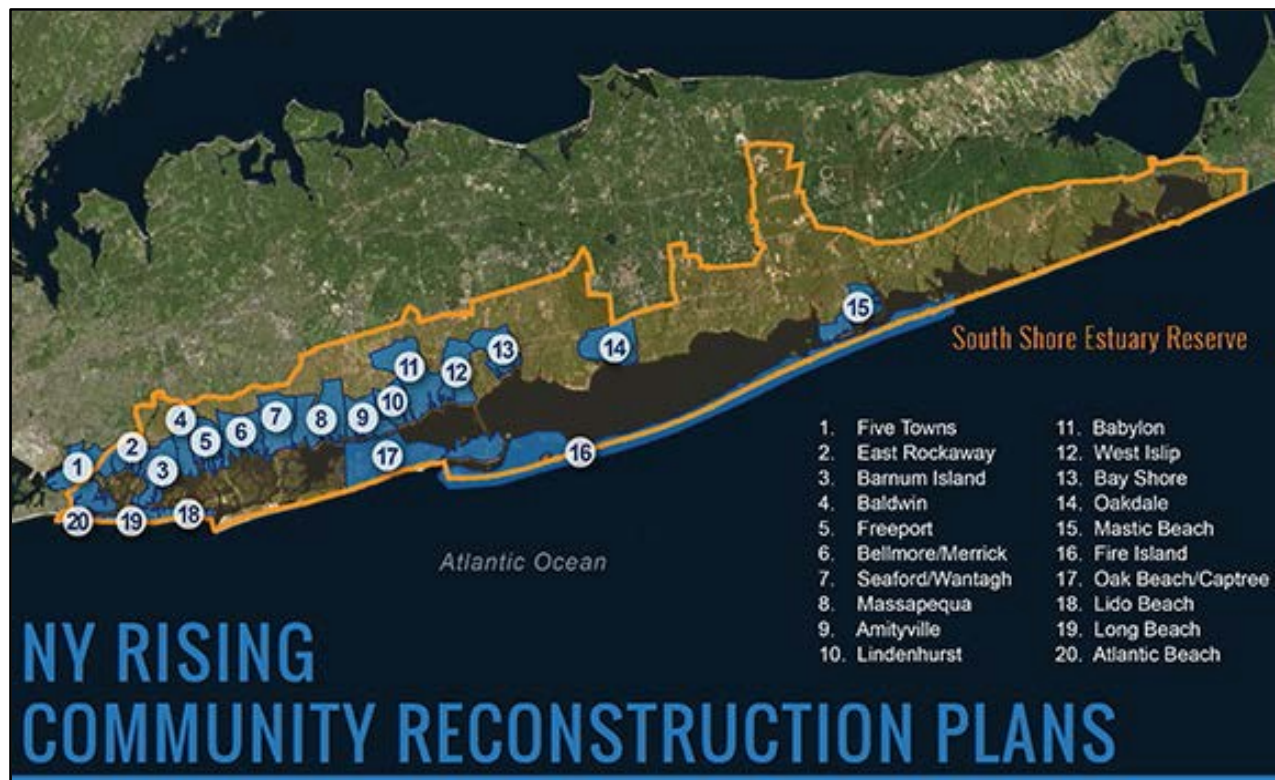 4
2
5
6
7
8
9
10
11
12
13
14
15
1
3
17
16
20
19
18
South Shore Estuary Reserve
Atlantic Ocean
1. Five Towns
2. East Rockaway
3. Barnum Island
4. Baldwin
5. Freeport
6. Bellmore/Merrick
7. Seaford/Wantagh
8. Massapequa
9. Amityville
10. Lindenhurst
11. Babylon
12. West Islip
13. Bay Shore
14. Oakdale
15. Mastic Beach
16. Fire Island
17. Oak Beach/Captree
18. Lido Beach
19. Long Beach
20. Atlantic Beach
NY RISING
COMMUNITY RECONSTRUCTION PLANS